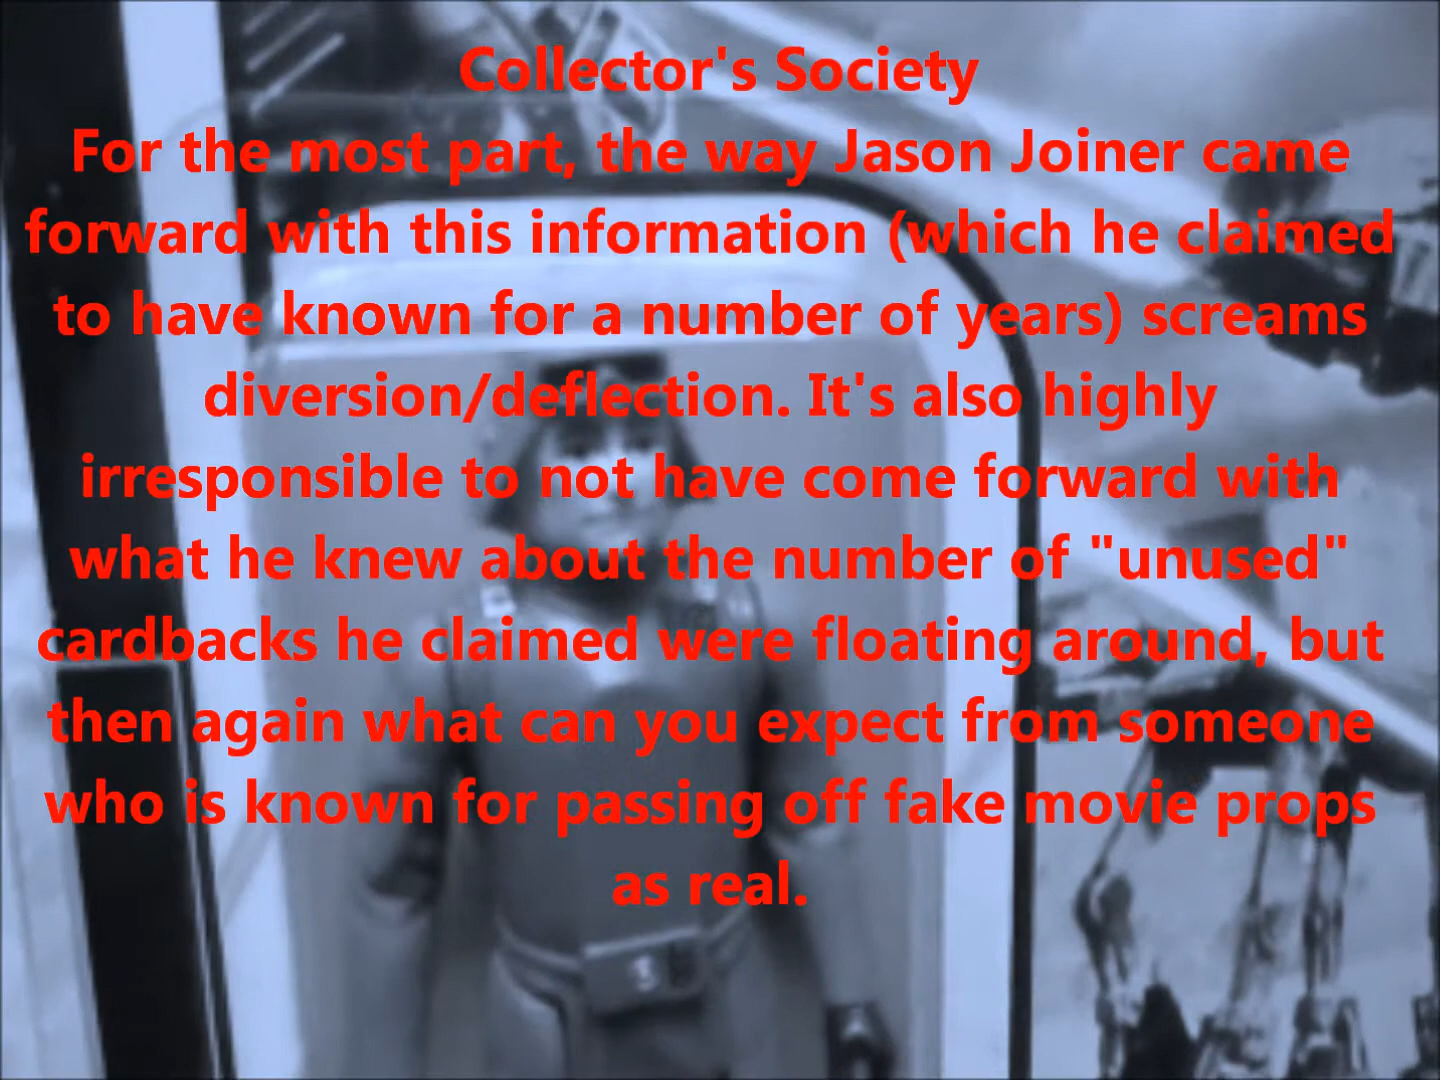 Collector's Society
For the most part, the way Jason Joiner came
forward with this information (which he claimed
to have known for a number of years) screams
diversion/deflection. It's also highly
irresponsible to not have come forward with
what he knew about the number of "unused"
cardbacks he claimed were floating around, but
then again what can you expect from someone
who is known for passing off fake movie props
as real.